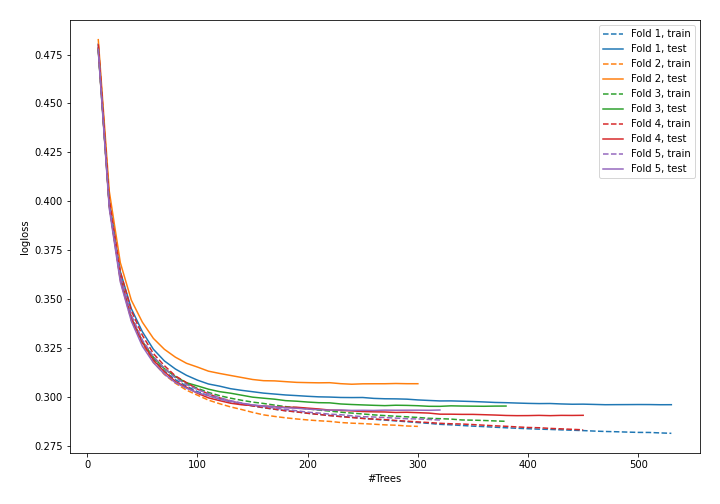 0.475
0.450
0.425
0.400
0.375
0.350
0.325
0.300
0.275
logloss
0
100
200
300
400
500
#Trees
Fold 1, train
Fold 1, test
Fold 2, train
Fold 2, test
Fold 3, train
Fold 3, test
Fold 4, train
Fold 4, test
Fold 5, train
Fold 5, test